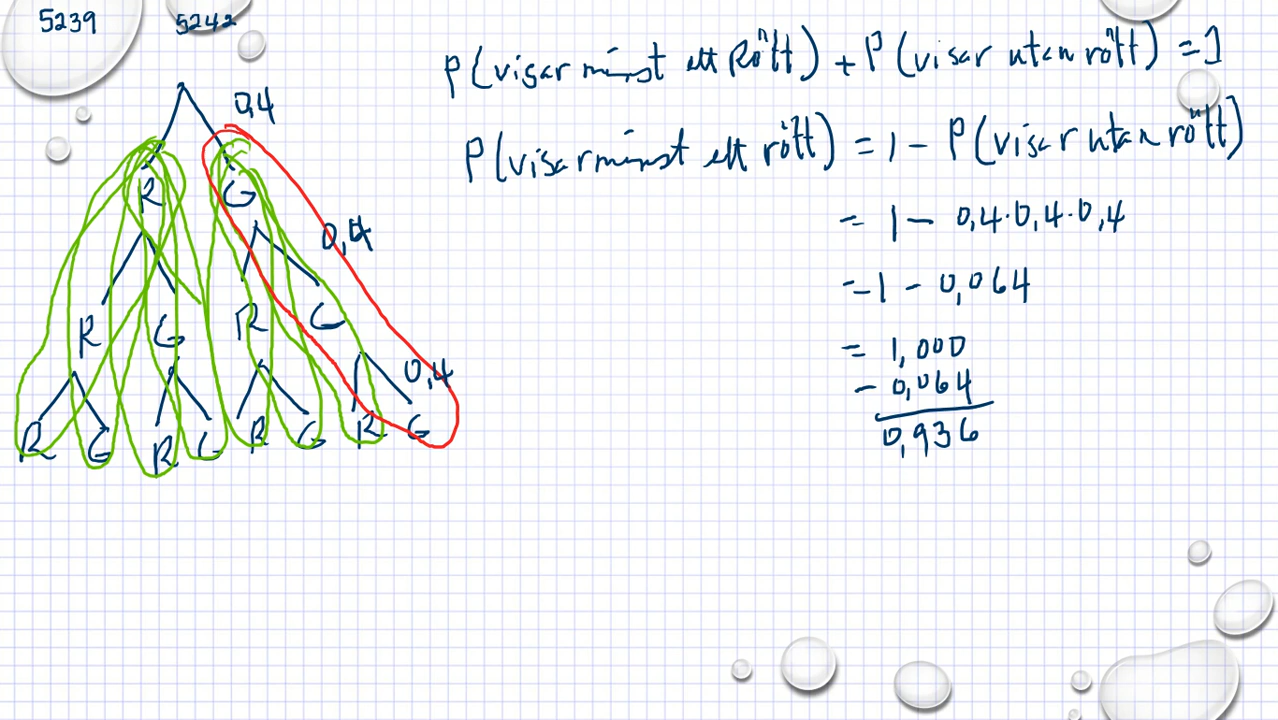 5239 5242
P(visar minst ett Rött) + P(visar utan rött) = 1
P(visar minst ett rött) = 1 - P(visar utan rött)
= 1 - 0,4·0,4·0,4
= 1 - 0,064
= 1,000
- 0,064
0,936
0,4
R G
0,4
R G R G
0,4
R G R G R G R G